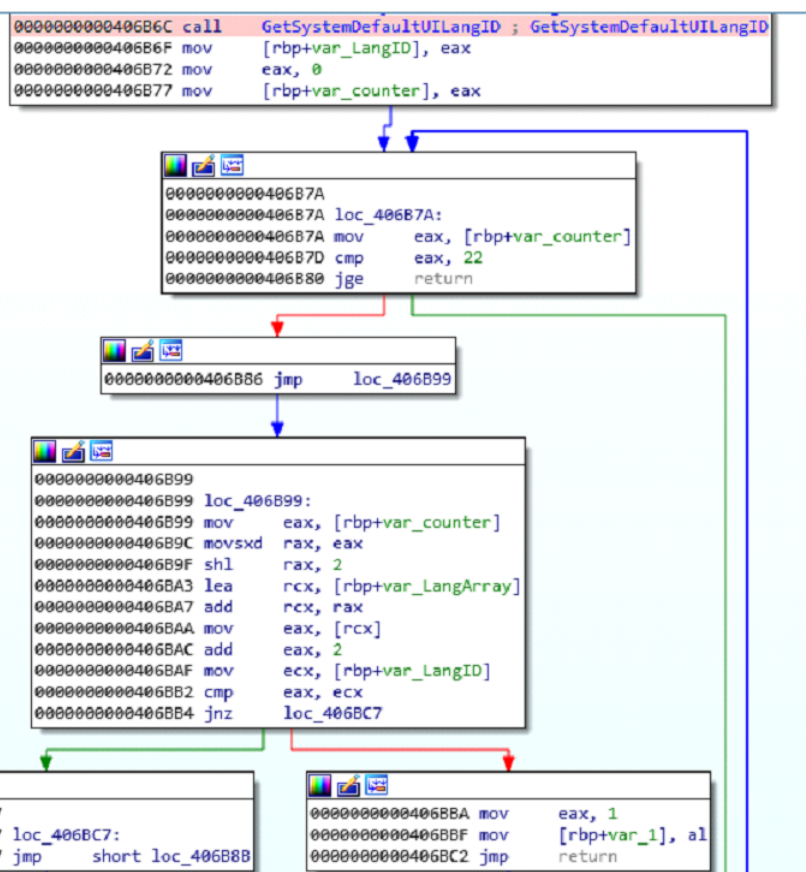 0000000000406B6C call GetSystemDefaultUILangID ; GetSystemDefaultUILangID
0000000000406B6F mov [rbp+var_LangID], eax
0000000000406B72 mov eax, 0
0000000000406B77 mov [rbp+var_counter], eax
0000000000406B7A
0000000000406B7A loc_406B7A:
0000000000406B7A mov eax, [rbp+var_counter]
0000000000406B7D cmp eax, 22
0000000000406B80 jge return
0000000000406B86 jmp loc_406B99
0000000000406B99
0000000000406B99 loc_406B99:
0000000000406B99 mov eax, [rbp+var_counter]
0000000000406B9C movsxd rax, eax
0000000000406B9F shl rax, 2
0000000000406BA3 lea rcx, [rbp+var_LangArray]
0000000000406BA7 add rcx, rax
0000000000406BAA mov eax, [rcx]
0000000000406BAC add eax, 2
0000000000406BAF mov ecx, [rbp+var_LangID]
0000000000406BB2 cmp eax, ecx
0000000000406BB4 jnz loc_406BC7
loc_406BC7:
jmp short loc_406B8B
0000000000406BBA mov eax, 1
0000000000406BBF mov [rbp+var_1], al
0000000000406BC2 jmp return